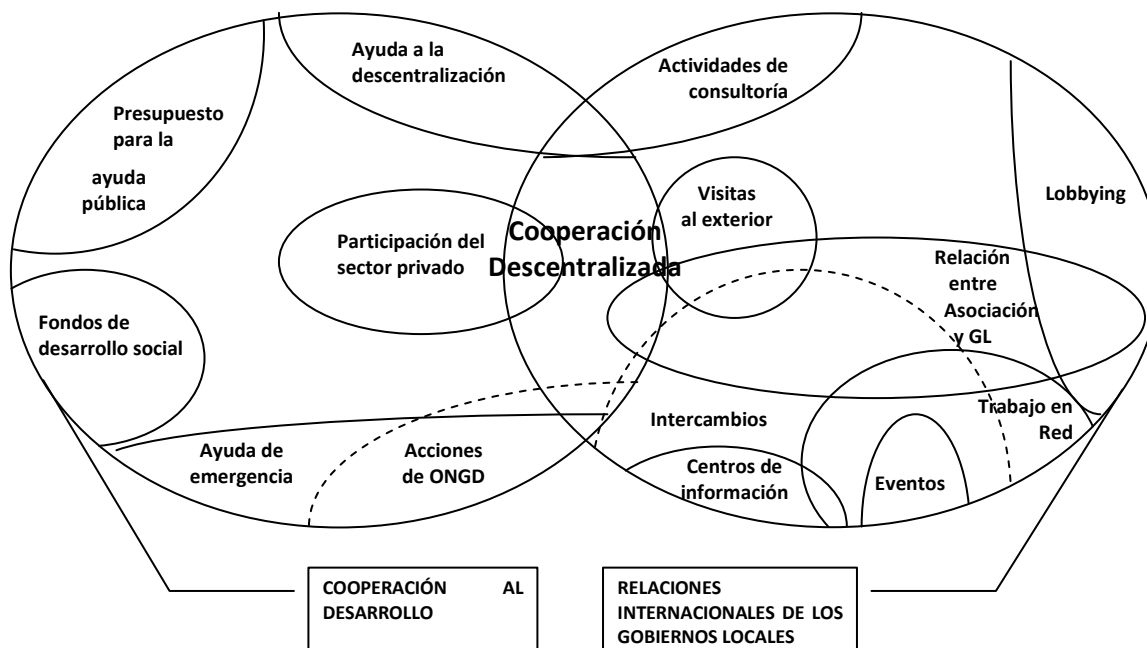 Ayuda a la
descentralización
Actividades de
consultoría
Presupuesto
para la
ayuda
pública
Visitas
al exterior
Lobbying
Participación del
sector privado
Cooperación
Descentralizada
Relación
entre
Asociación
y GL
Fondos de
desarrollo social
Intercambios
Trabajo en
Red
Ayuda de
emergencia
Acciones
de ONGD
Centros de
información
Eventos
COOPERACIÓN AL
DESARROLLO
RELACIONES
INTERNACIONALES DE LOS
GOBIERNOS LOCALES